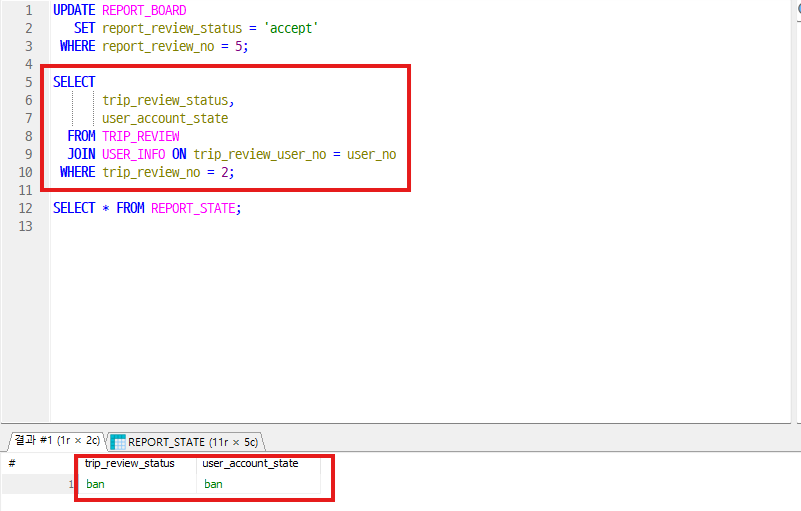 1 UPDATE REPORT_BOARD
2 SET report_review_status = 'accept'
3 WHERE report_review_no = 5;
4
5 SELECT
6 trip_review_status,
7 user_account_state
8 FROM TRIP_REVIEW
9 JOIN USER_INFO ON trip_review_user_no = user_no
10 WHERE trip_review_no = 2;
11
12 SELECT * FROM REPORT_STATE;
13
결과 #1 (1r × 2c) REPORT_STATE (11r × 5c)
# trip_review_status user_account_state
1 ban ban